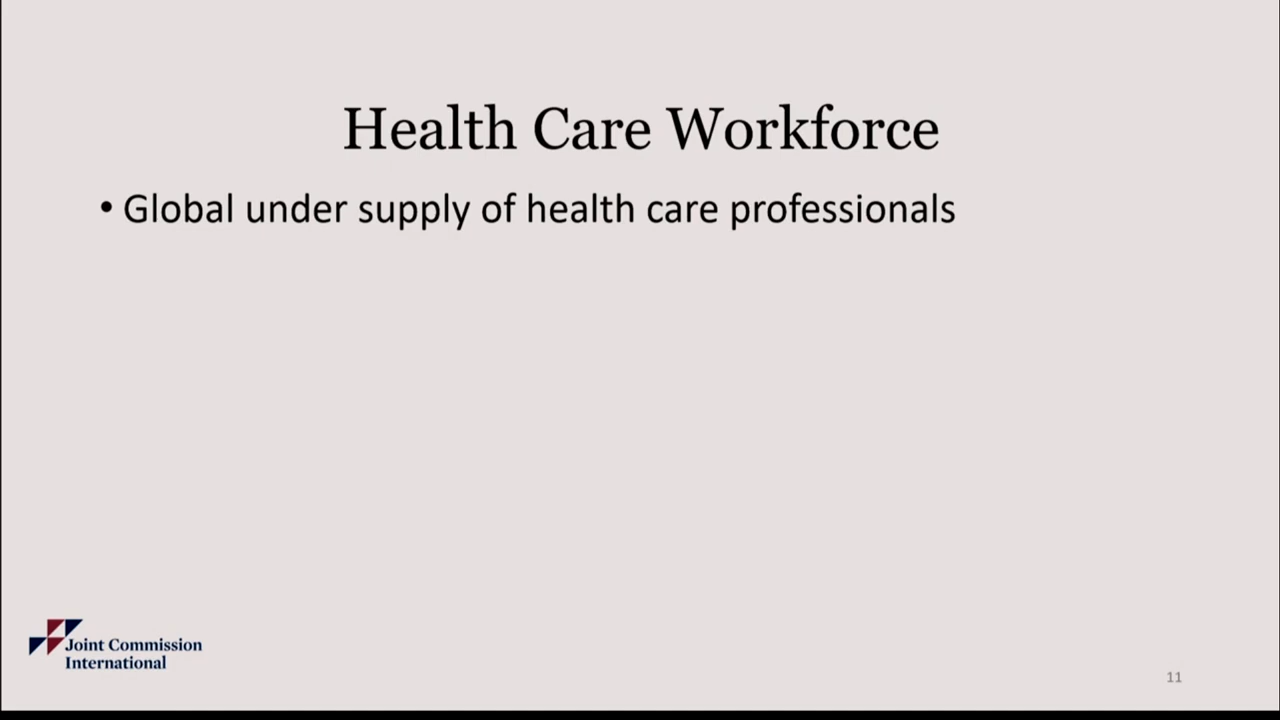 Health Care Workforce
• Global under supply of health care professionals
Joint Commission
International
11